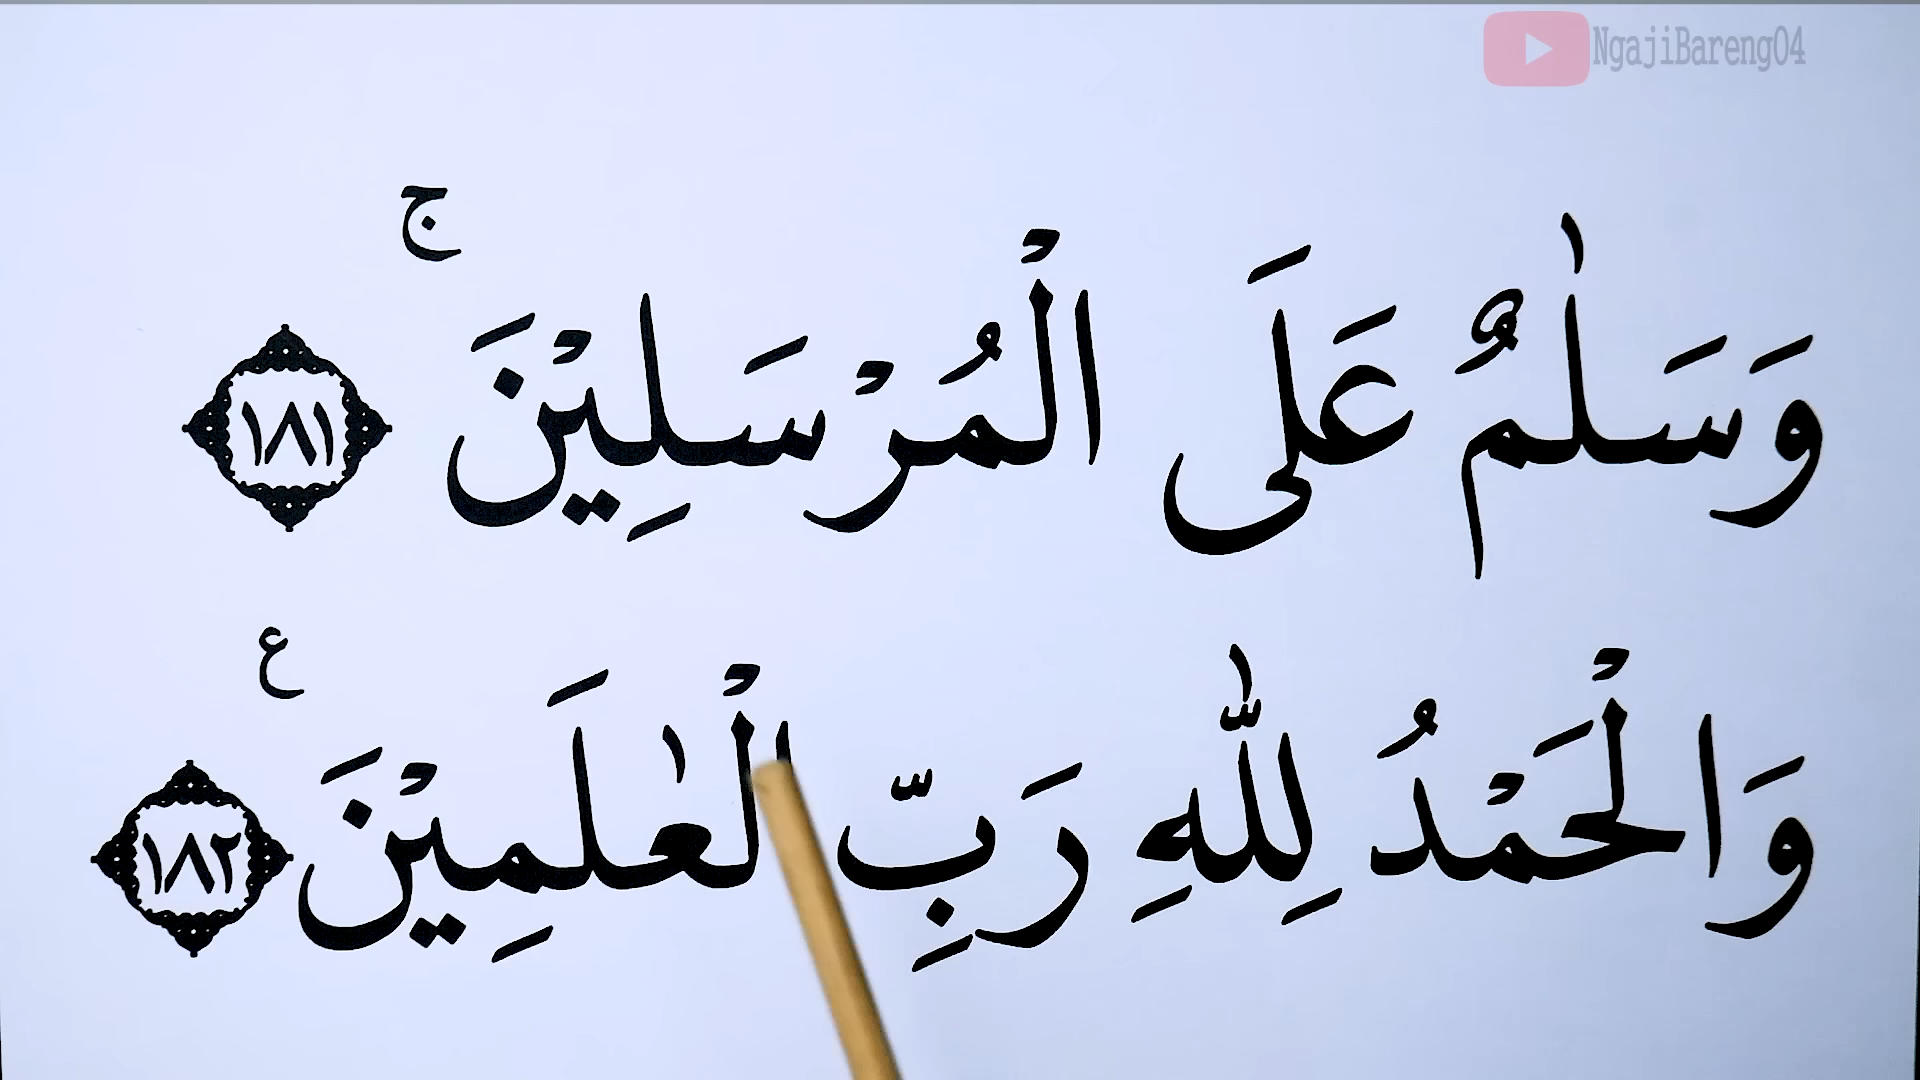 NgajiBareng04
وَسَلٰمٌ عَلَى الْمُرْسَلِيْنَ ۚ ١٨١
وَالْحَمْدُ لِلّٰهِ رَبِّ الْعٰلَمِيْنَ ࣖ ١٨٢